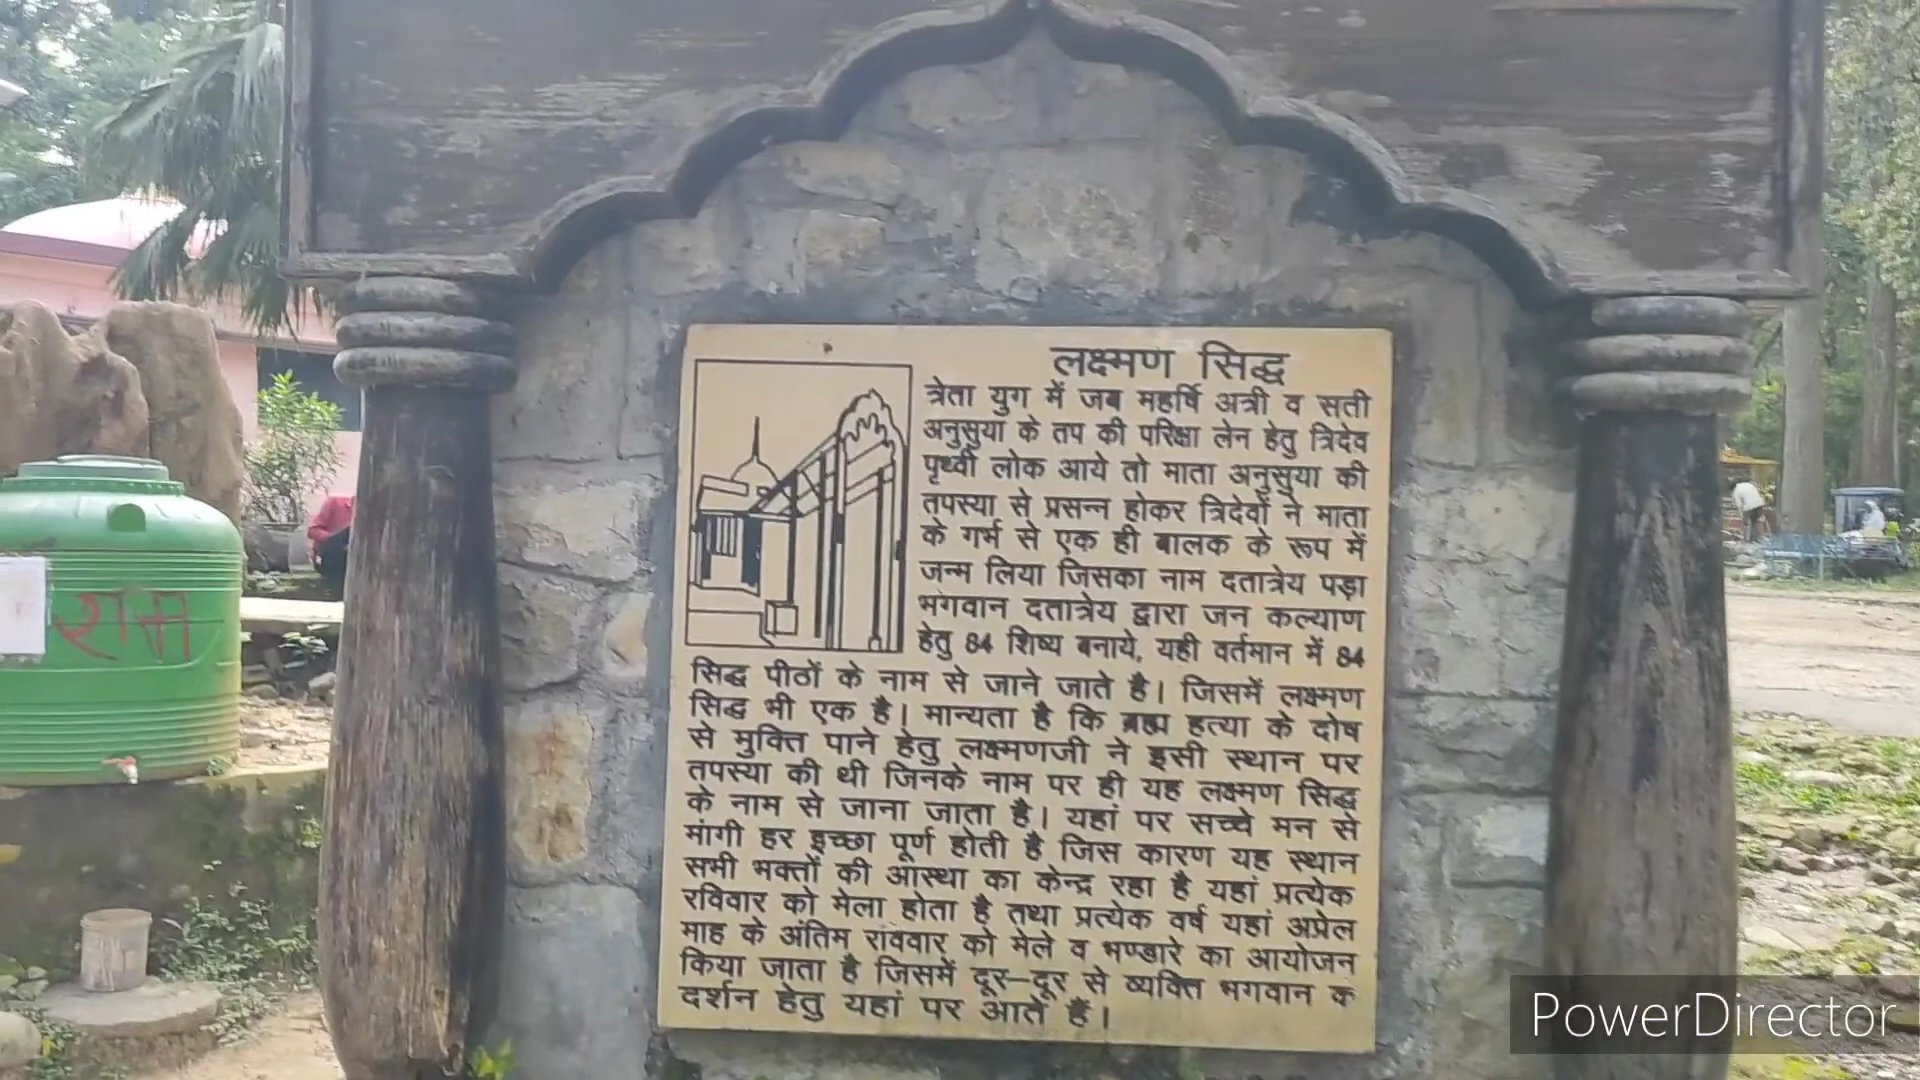 लक्ष्मण सिद्ध
त्रेता युग में जब महर्षि अत्री व सती
अनुसुया के तप की परिक्षा लेन हेतु त्रिदेव
पृथ्वी लोक आये तो माता अनुसुया की
तपस्या से प्रसन्न होकर त्रिदेवों ने माता
के गर्भ से एक ही बालक के रूप में
जन्म लिया जिसका नाम दतात्रेय पड़ा
भगवान दतात्रेय द्वारा जन कल्याण
हेतु 84 शिष्य बनाये, यही वर्तमान में 84
सिद्ध पीठों के नाम से जाने जाते है। जिसमें लक्ष्मण
सिद्ध भी एक है। मान्यता है कि ब्रह्म हत्या के दोष
से मुक्ति पाने हेतु लक्ष्मणजी ने इसी स्थान पर
तपस्या की थी जिनके नाम पर ही यह लक्ष्मण सिद्ध
के नाम से जाना जाता है। यहां पर सच्चे मन से
मांगी हर इच्छा पूर्ण होती है जिस कारण यह स्थान
सभी भक्तों की आस्था का केन्द्र रहा है यहां प्रत्येक
रविवार को मेला होता है तथा प्रत्येक वर्ष यहां अप्रेल
माह के अंतिम रविवार को मेले व भण्डारे का आयोजन
किया जाता है जिसमें दूर–दूर से व्यक्ति भगवान क
दर्शन हेतु यहां पर आते हैं।
राम
PowerDirector